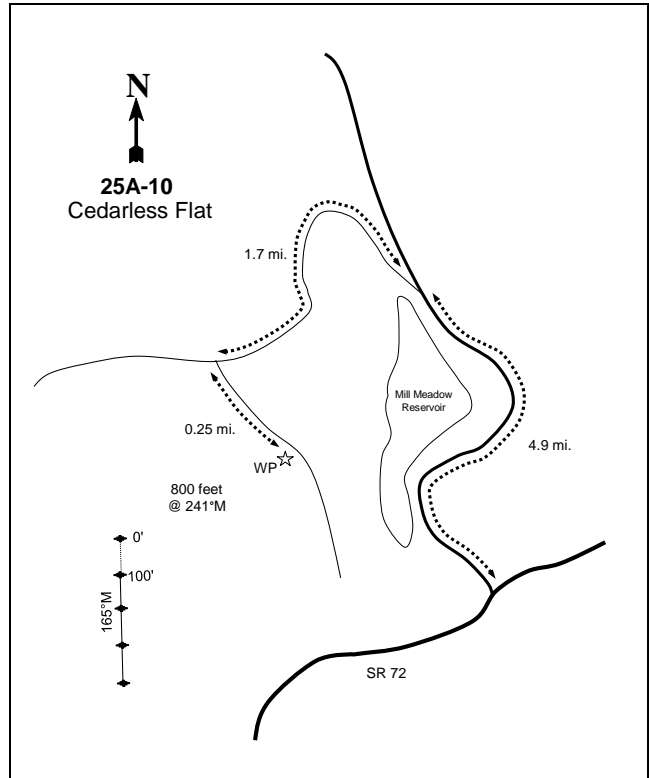 N
25A-10
Cedarless Flat
1.7 mi.
Mill Meadow
Reservoir
0.25 mi.
4.9 mi.
WP
800 feet
@ 241°M
0'
100'
165°M
SR 72